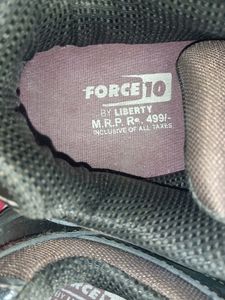 FORCE 10
BY LIBERTY
M.R.P. Rs. 499/-
INCLUSIVE OF ALL TAXES